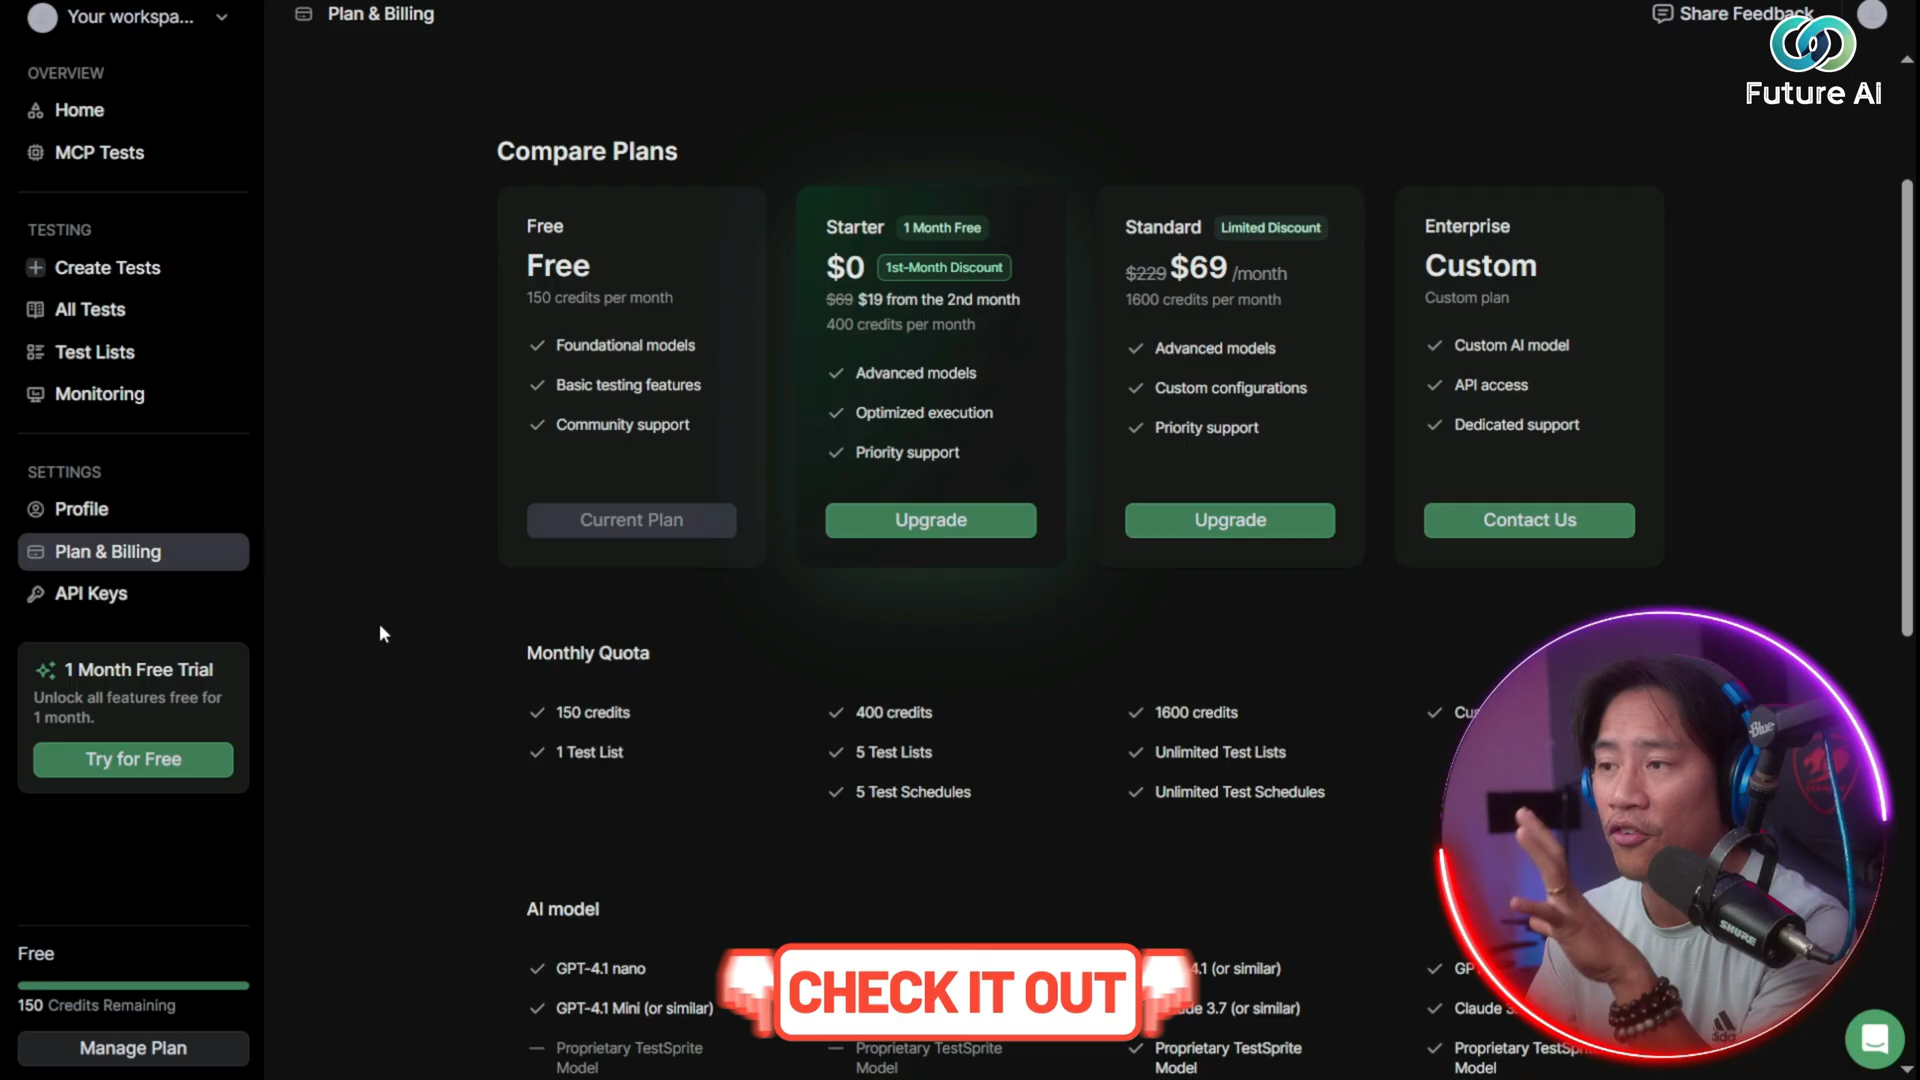 Your workspa...
Plan & Billing
Share Feedback
Future Ai
OVERVIEW
Home
MCP Tests
TESTING
Create Tests
All Tests
Test Lists
Monitoring
SETTINGS
Profile
Plan & Billing
API Keys
1 Month Free Trial
Unlock all features free for
1 month.
Try for Free
Free
150 Credits Remaining
Manage Plan
Compare Plans
Free
Free
150 credits per month
Foundational models
Basic testing features
Community support
Current Plan
Starter 1 Month Free
$0 1st-Month Discount
$69 $19 from the 2nd month
400 credits per month
Advanced models
Optimized execution
Priority support
Upgrade
Standard Limited Discount
$229 $69 /month
1600 credits per month
Advanced models
Custom configurations
Priority support
Upgrade
Enterprise
Custom
Custom plan
Custom AI model
API access
Dedicated support
Contact Us
Monthly Quota
150 credits
1 Test List
400 credits
5 Test Lists
5 Test Schedules
1600 credits
Unlimited Test Lists
Unlimited Test Schedules
AI model
GPT-4.1 nano
GPT-4.1 Mini (or similar)
Proprietary TestSprite
Model
Proprietary TestSprite
Model
4.1 (or similar)
3.7 (or similar)
Proprietary TestSprite
Model
Claude
Proprietary
Model
CHECK IT OUT
Blue
SHURE